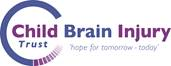 Child Brain Injury
Trust
'hope for tomorrow - today'